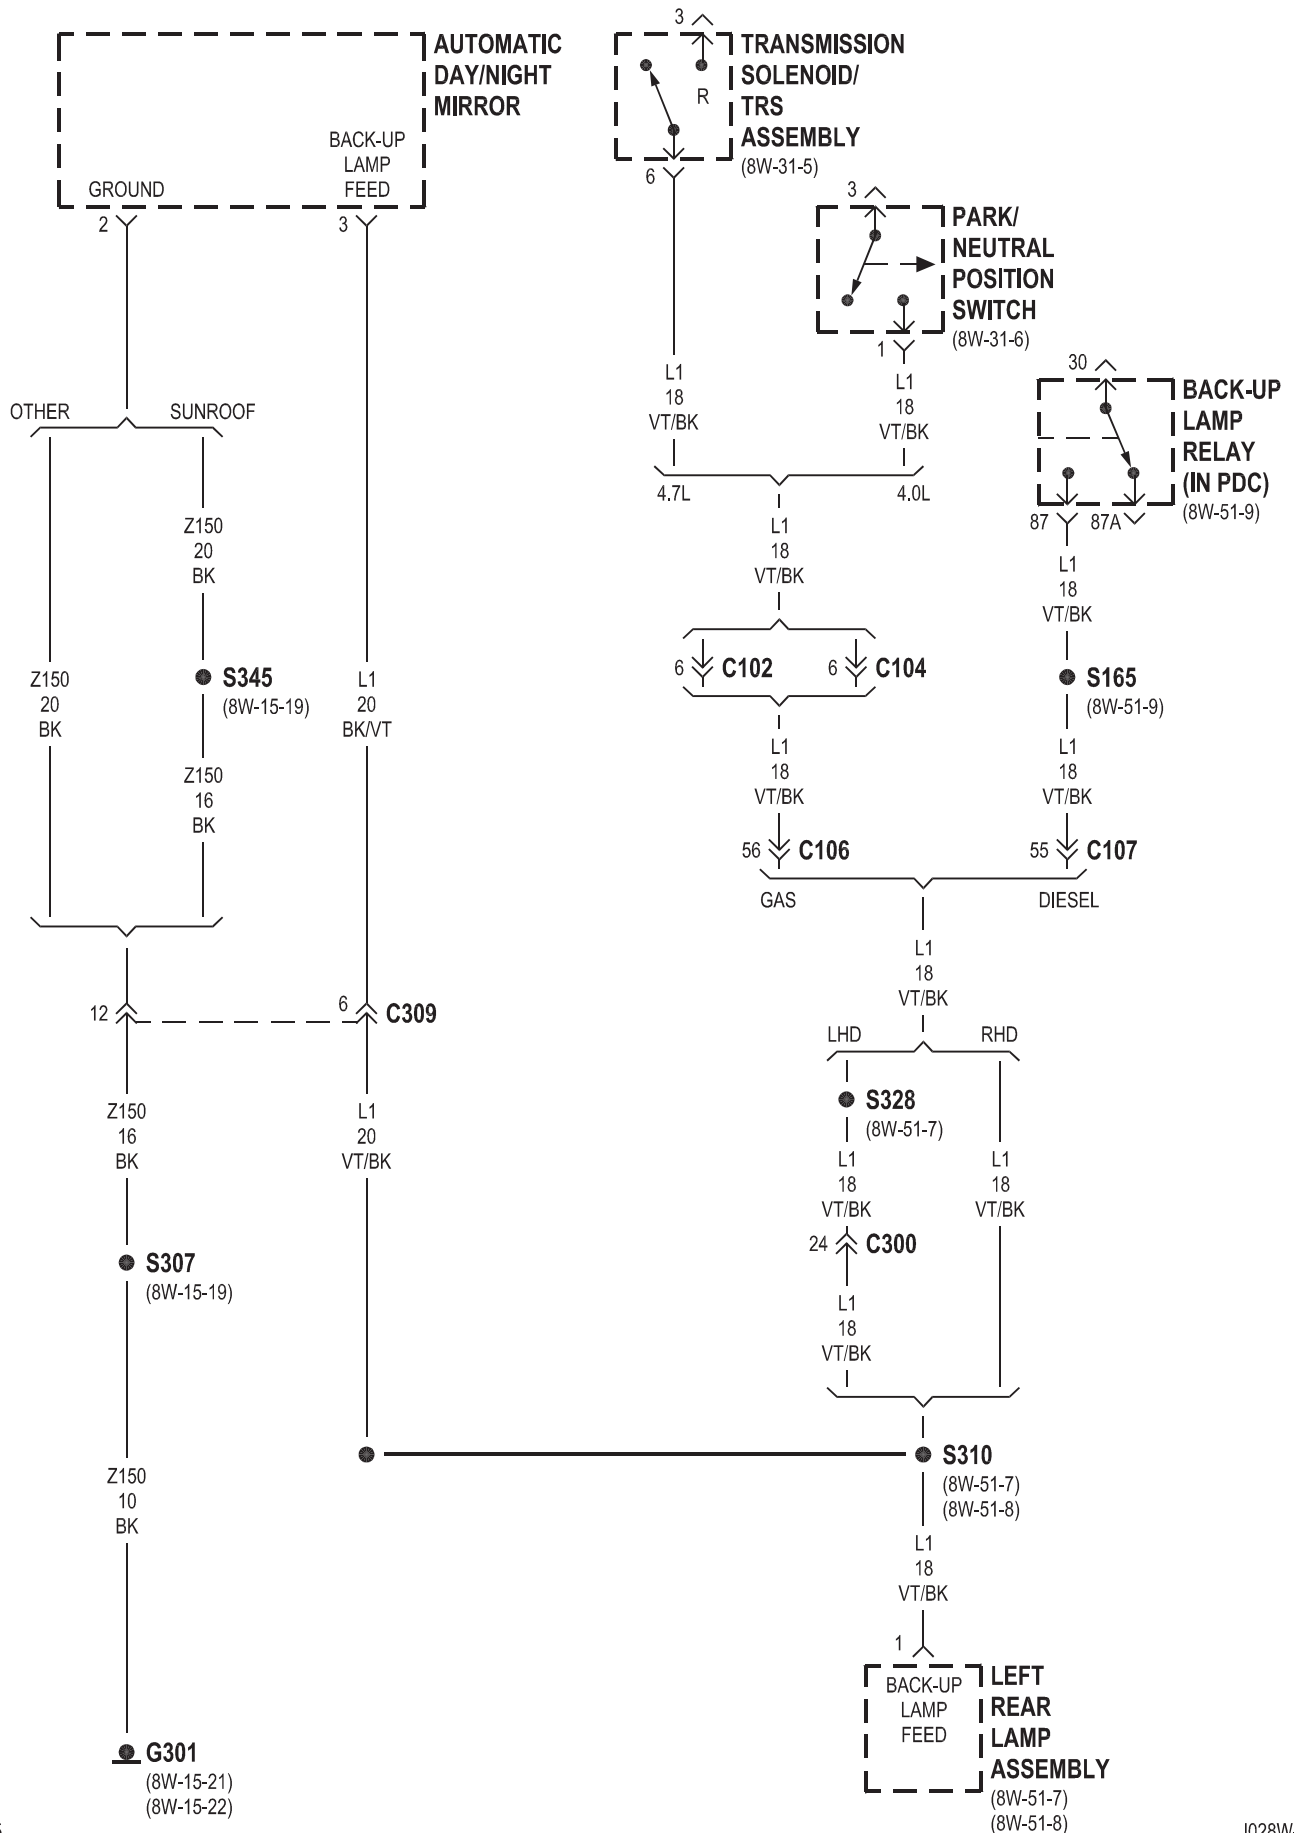 AUTOMATIC
DAY/NIGHT
MIRROR
BACK-UP
LAMP
FEED
GROUND
2
3
3
TRANSMISSION
SOLENOID/
TRS
ASSEMBLY
(8W-31-5)
R
6
3
PARK/
NEUTRAL
POSITION
SWITCH
(8W-31-6)
1
30
BACK-UP
LAMP
RELAY
(IN PDC)
(8W-51-9)
87
87A
L1
18
VT/BK
L1
18
VT/BK
4.7L
4.0L
OTHER
SUNROOF
Z150
20
BK
L1
18
VT/BK
L1
18
VT/BK
Z150
20
BK
S345
(8W-15-19)
L1
20
BK/VT
6
C102
6
C104
S165
(8W-51-9)
Z150
16
BK
L1
18
VT/BK
L1
18
VT/BK
56
C106
55
C107
GAS
DIESEL
L1
18
VT/BK
12
6
C309
LHD
RHD
Z150
16
BK
L1
20
VT/BK
S328
(8W-51-7)
L1
18
VT/BK
L1
18
VT/BK
24
C300
S307
(8W-15-19)
L1
18
VT/BK
S310
(8W-51-7)
(8W-51-8)
Z150
10
BK
L1
18
VT/BK
1
BACK-UP
LAMP
FEED
LEFT
REAR
LAMP
ASSEMBLY
(8W-51-7)
(8W-51-8)
G301
(8W-15-21)
(8W-15-22)